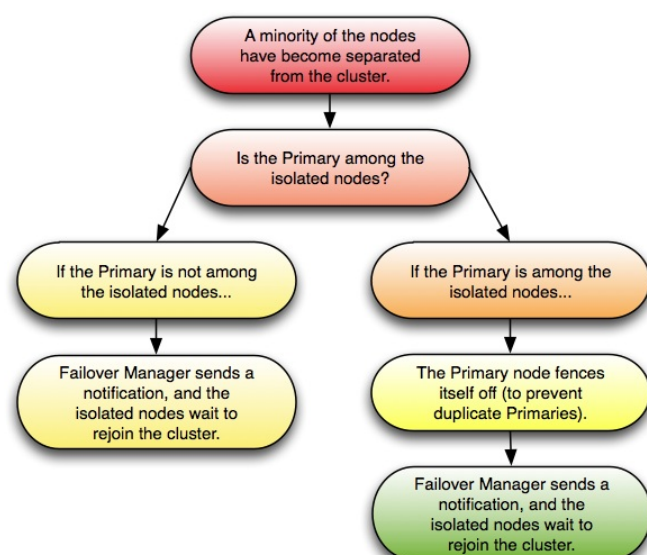 A minority of the nodes
have become separated
from the cluster.
Is the Primary among the
isolated nodes?
If the Primary is not among
the isolated nodes...
If the Primary is among the
isolated nodes...
Failover Manager sends a
notification, and the
isolated nodes wait to
rejoin the cluster.
The Primary node fences
itself off (to prevent
duplicate Primaries).
Failover Manager sends a
notification, and the
isolated nodes wait to
rejoin the cluster.